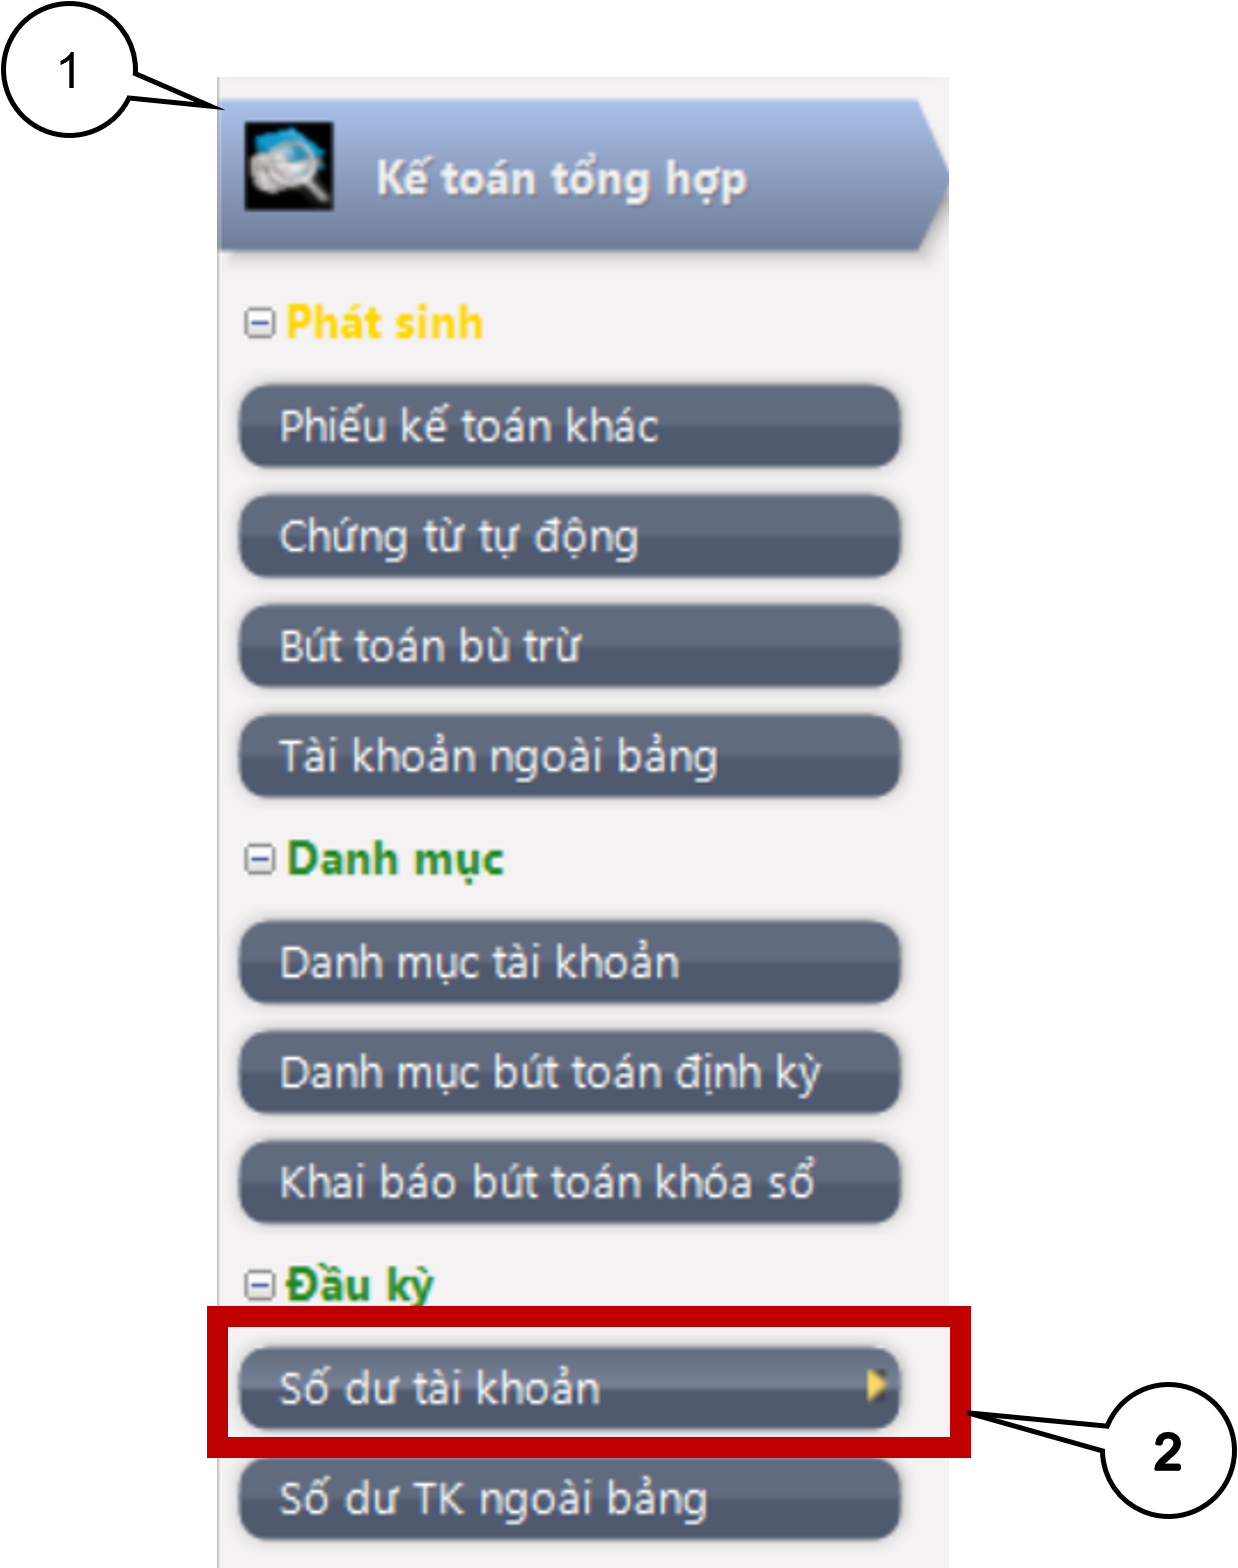 1
Kế toán tổng hợp
Phát sinh
Phiếu kế toán khác
Chứng từ tự động
Bút toán bù trừ
Tài khoản ngoài bảng
Danh mục
Danh mục tài khoản
Danh mục bút toán định kỳ
Khai báo bút toán khóa sổ
Đầu kỳ
Số dư tài khoản
2
Số dư TK ngoài bảng